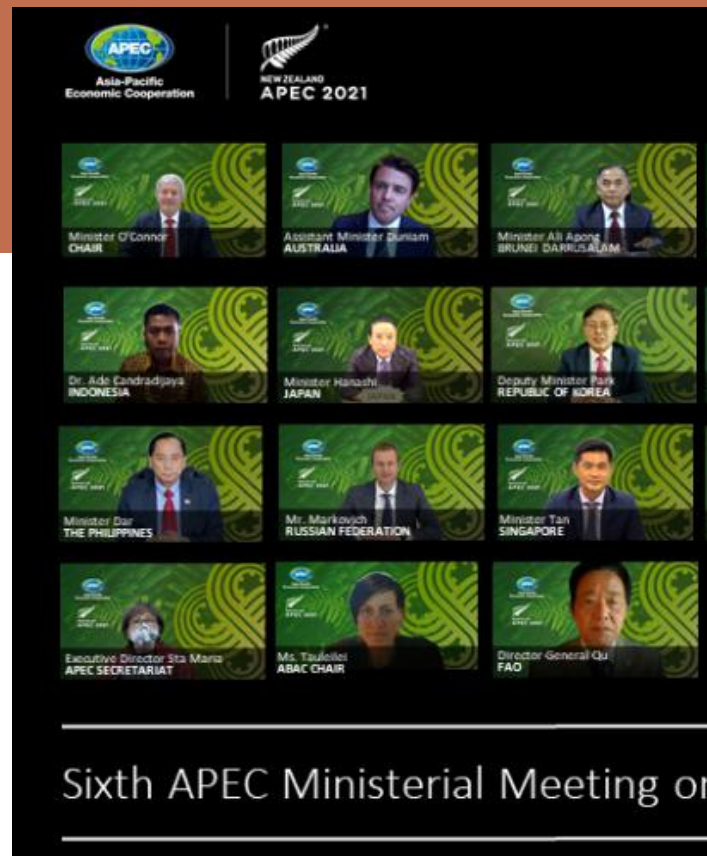 APEC
Asia-Pacific
Economic Cooperation
NEW ZEALAND
APEC 2021
Minister O'Connor
CHAIR
Assistant Minister Duniam
AUSTRALIA
Minister Ali Apong
BRUNEI DARRUSALAM
Dr. Ade Candradijaya
INDONESIA
Minister Hanashi
JAPAN
JAPAN
Deputy Minister Park
REPUBLIC OF KOREA
Minister Dar
THE PHILIPPINES
Mr. Markovich
RUSSIAN FEDERATION
Minister Tan
SINGAPORE
Executive Director Sta Maria
APEC SECRETARIAT
Ms. Tauleilei
ABAC CHAIR
Director General Qu
FAO
Sixth APEC Ministerial Meeting on